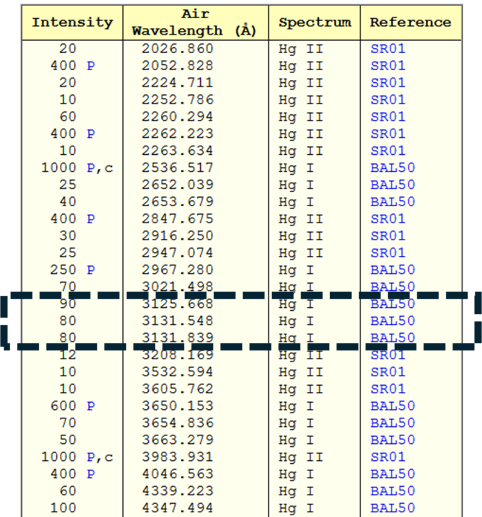 Intensity Air Wavelength (Å) Spectrum Reference
20 2026.860 Hg II SR01
400 P 2052.828 Hg II SR01
20 2224.711 Hg II SR01
10 2252.786 Hg II SR01
60 2260.294 Hg II SR01
400 P 2262.223 Hg II SR01
10 2263.634 Hg II SR01
1000 P,c 2536.517 Hg I BAL50
25 2652.039 Hg I BAL50
40 2653.679 Hg I BAL50
400 P 2847.675 Hg II SR01
30 2916.250 Hg II SR01
25 2947.074 Hg II SR01
250 P 2967.280 Hg I BAL50
70 3021.498 Hg I BAL50
90 3125.668 Hg I BAL50
80 3131.548 Hg I BAL50
80 3131.839 Hg I BAL50
12 3208.169 Hg II SR01
10 3532.594 Hg II SR01
10 3605.762 Hg II SR01
600 P 3650.153 Hg I BAL50
70 3654.836 Hg I BAL50
50 3663.279 Hg I BAL50
1000 P,c 3983.931 Hg II SR01
400 P 4046.563 Hg I BAL50
60 4339.223 Hg I BAL50
100 4347.494 Hg I BAL50